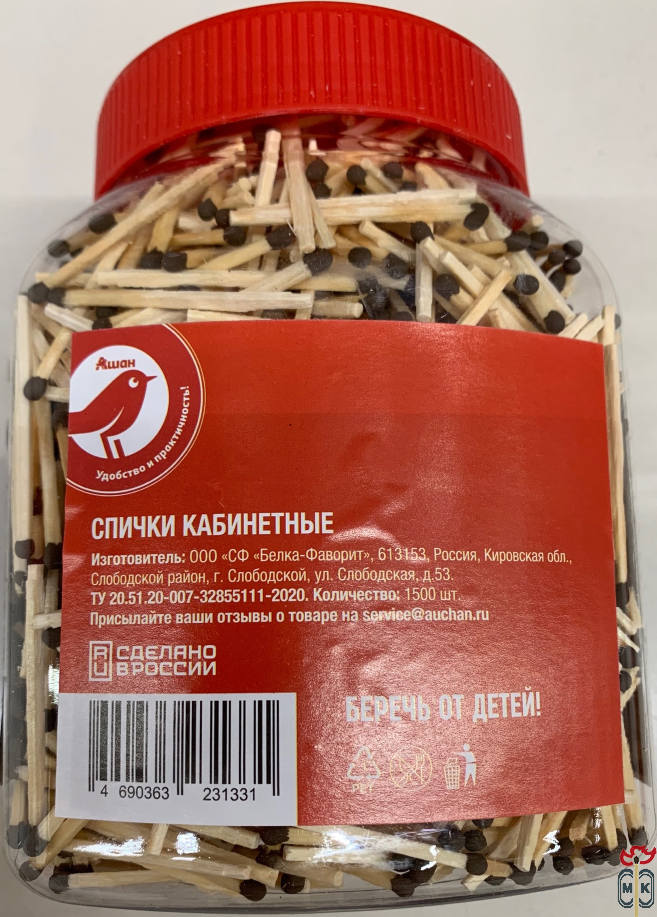 Ашан
Удобство и практичность!
СПИЧКИ КАБИНЕТНЫЕ
Изготовитель: ООО «СФ «Белка-Фаворит», 613153, Россия, Кировская обл.,
Слободской район, г. Слободской, ул. Слободская, д.53.
ТУ 20.51.20-007-32855111-2020. Количество: 1500 шт.
Присылайте ваши отзывы о товаре на service@auchan.ru
RU СДЕЛАНО
В РОССИИ
БЕРЕЧЬ ОТ ДЕТЕЙ!
PET
4 690363 231331
МК